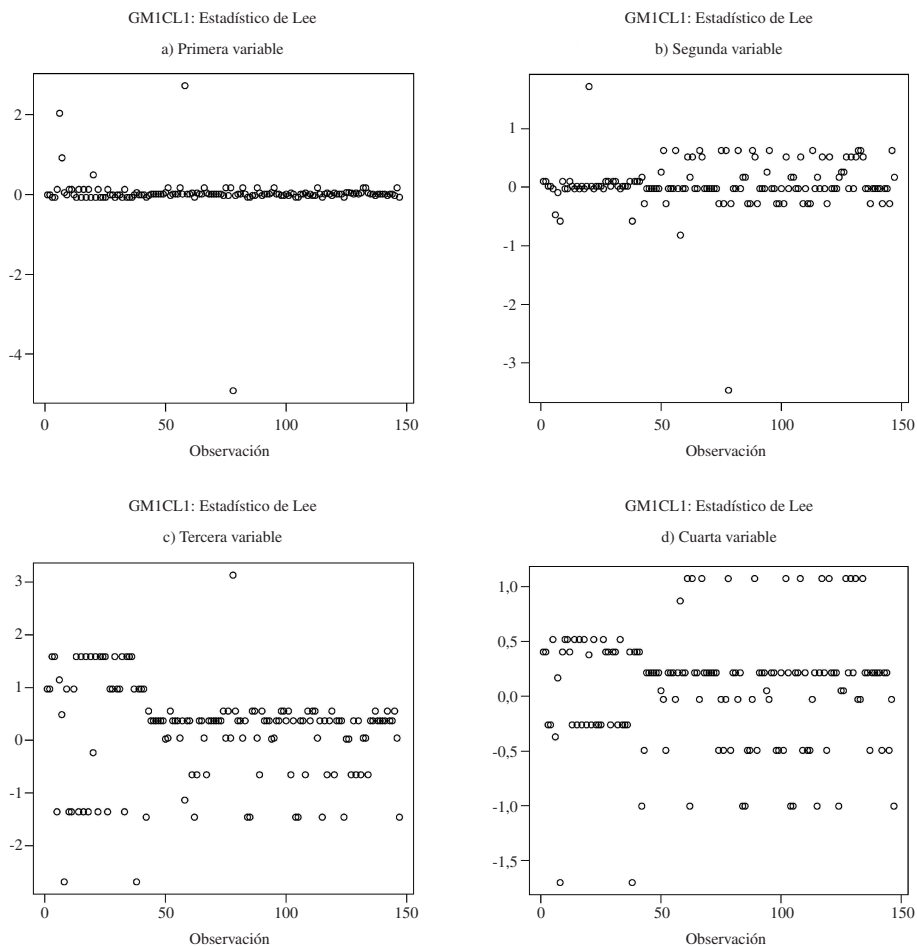 GM1CL1: Estadístico de Lee
a) Primera variable
2
0
-2
-4
0 50 100 150
Observación
GM1CL1: Estadístico de Lee
b) Segunda variable
1
0
-1
-2
-3
0 50 100 150
Observación
GM1CL1: Estadístico de Lee
c) Tercera variable
3
2
1
0
-1
-2
0 50 100 150
Observación
GM1CL1: Estadístico de Lee
d) Cuarta variable
1,0
0,5
0,0
-0,5
-1,0
-1,5
0 50 100 150
Observación